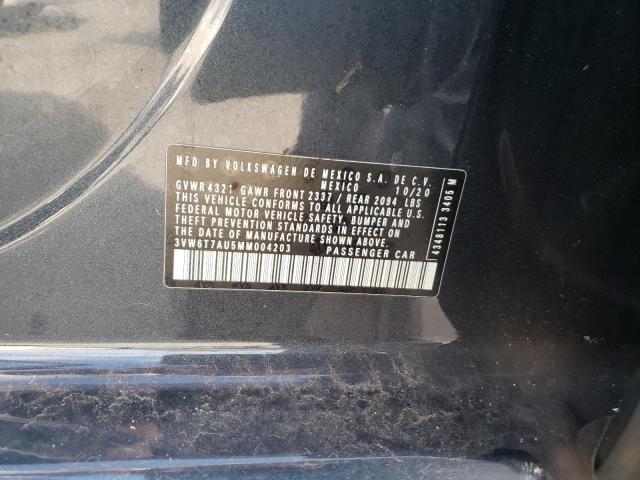 MFD BY VOLKSWAGEN DE MEXICO S.A. DE C.V.
MEXICO 10/20
GVWR 4321 GAWR FRONT 2337 / REAR 2094 LBS
THIS VEHICLE CONFORMS TO ALL APPLICABLE U.S.
FEDERAL MOTOR VEHICLE SAFETY, BUMPER AND
THEFT PREVENTION STANDARDS IN EFFECT ON THE
DATE OF MANUFACTURE SHOWN ABOVE.
3VW6T7AU5MM004203 PASSENGER CAR
4348113 3405 M